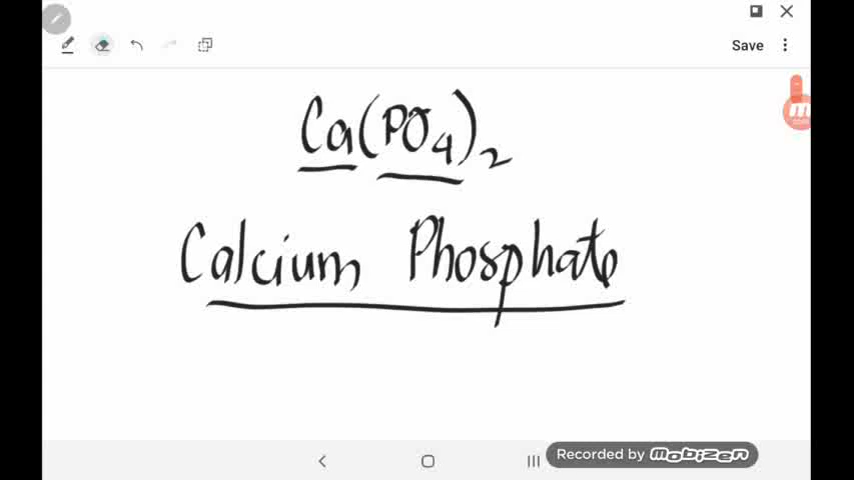 Save
Ca(PO₄)₂
Calcium Phosphate
Recorded by MOBIZEN